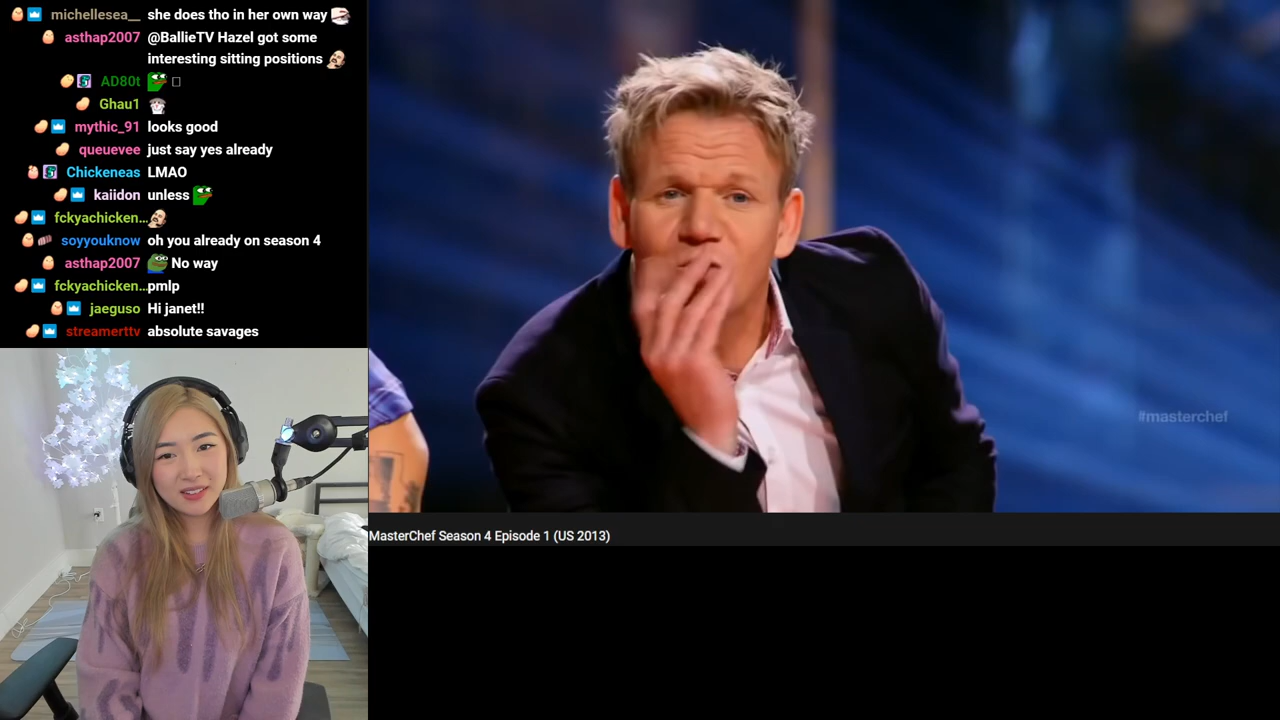 michellesea__ she does tho in her own way
asthap2007 @BallieTV Hazel got some
interesting sitting positions
AD80t
Ghau1
mythic_91 looks good
queuevee just say yes already
Chickeneas LMAO
kaiidon unless
fckyachicken...
soyyouknow oh you already on season 4
asthap2007 No way
fckyachicken... pmlp
jaeguso Hi janet!!
streamerttv absolute savages
#masterchef
MasterChef Season 4 Episode 1 (US 2013)